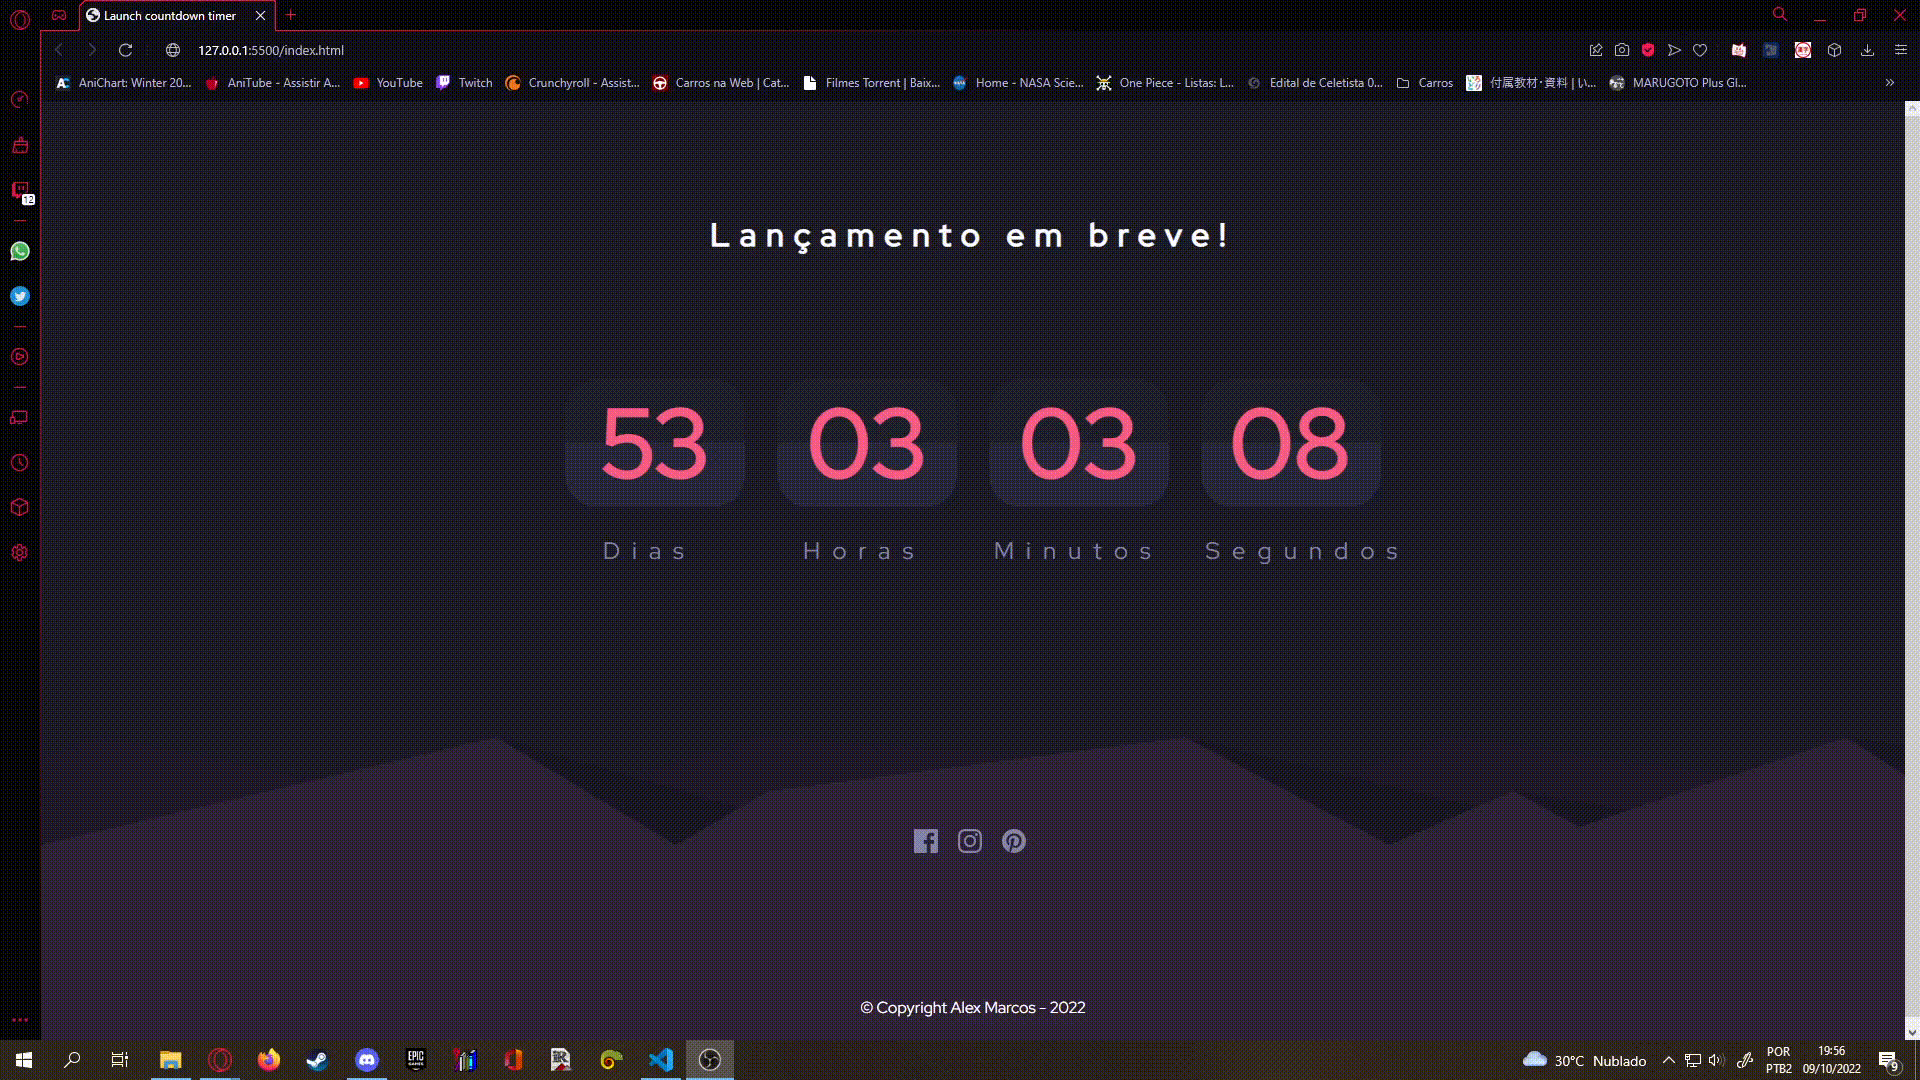 Launch countdown timer
127.0.0.1:5500/index.html
AniChart: Winter 20... AniTube - Assistir A... YouTube Twitch Crunchyroll - Assist... Carros na Web | Cat... Filmes Torrent | Baix... Home - NASA Scie... One Piece - Listas: L... Edital de Celetista 0... Carros 付属教材・資料 | い... MARUGOTO Plus Gl... »
12
Lançamento em breve!
53 03 03 08
Dias Horas Minutos Segundos
© Copyright Alex Marcos - 2022
EPIC GAMES
30°C Nublado
POR
PTB2
19:56
09/10/2022
9